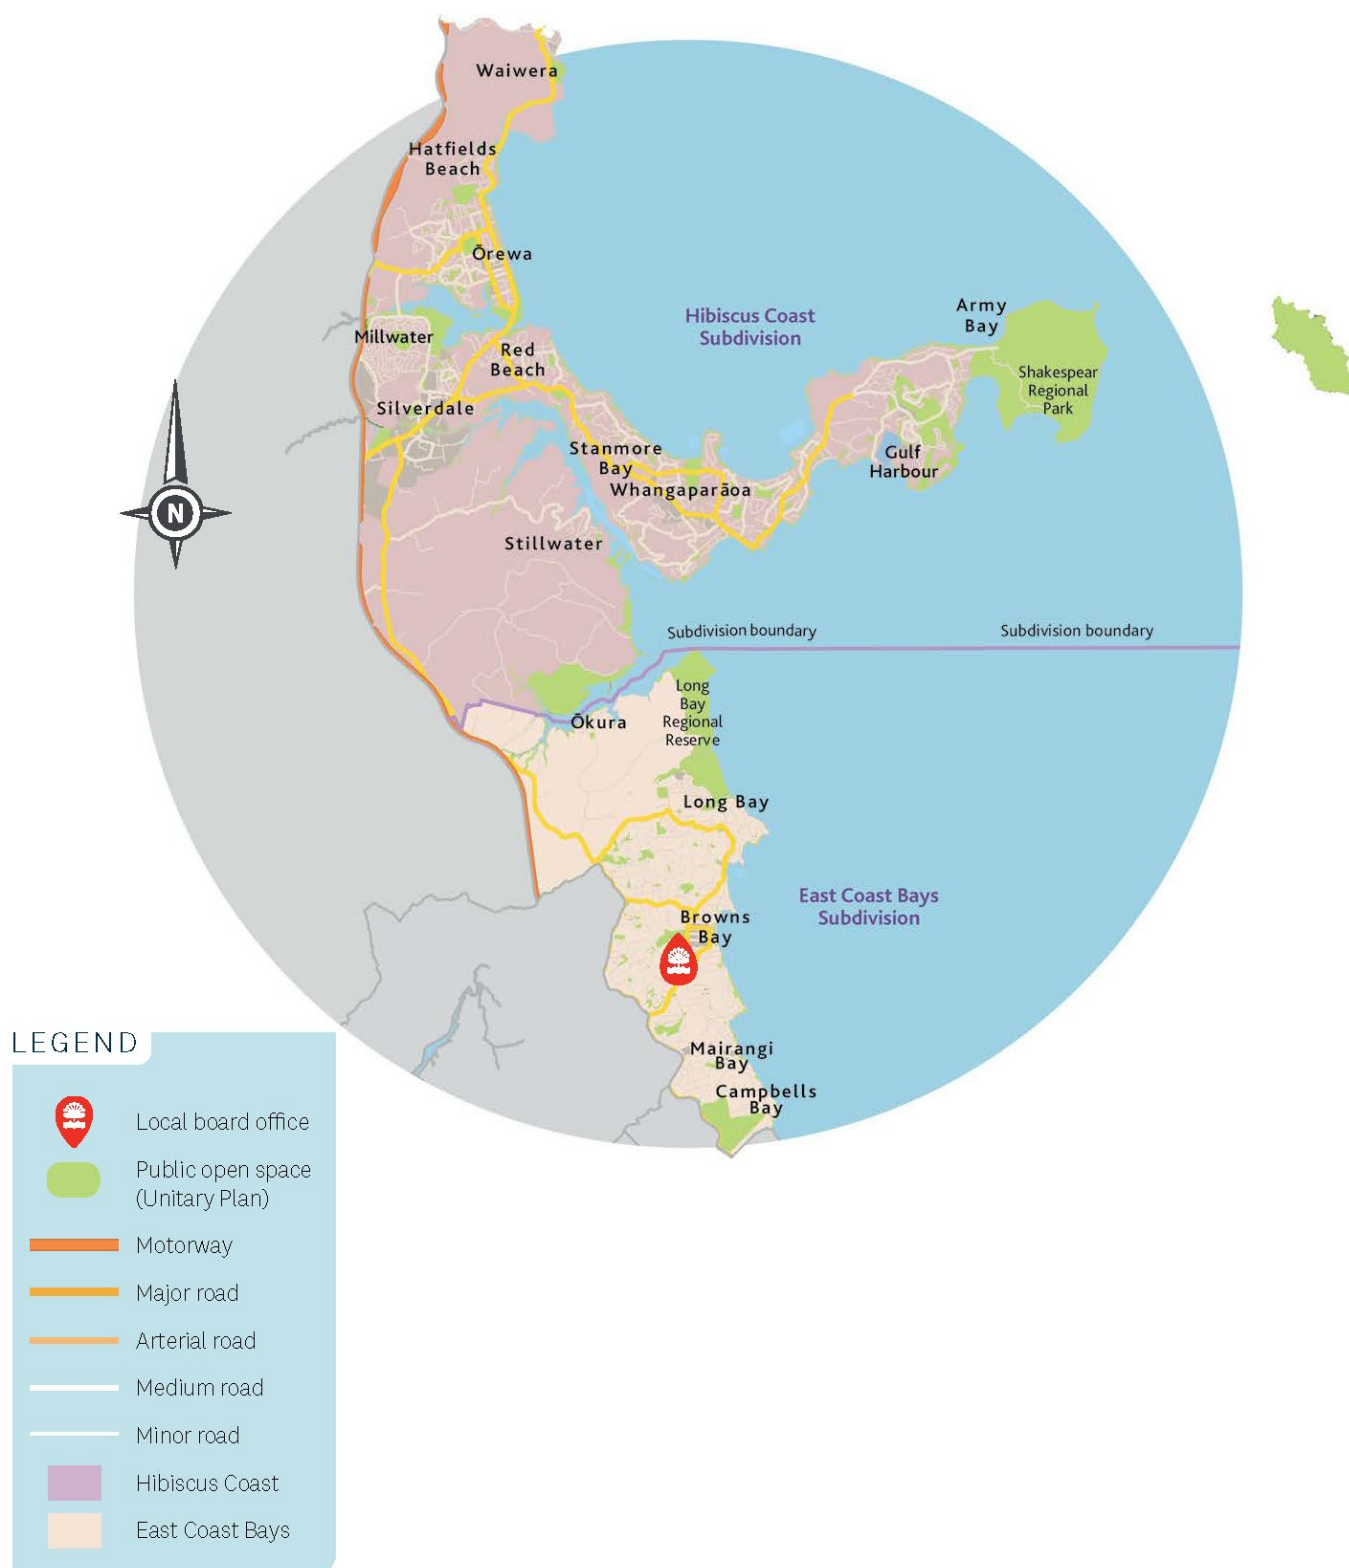 Waiwera
Hatfields
Beach
Ōrewa
Hibiscus Coast
Subdivision
Army
Bay
Millwater
Red
Beach
Shakespear
Regional
Park
Silverdale
Stanmore
Bay
Gulf
Harbour
Whangaparāoa
N
Stillwater
Subdivision boundary
Subdivision boundary
Long
Bay
Regional
Reserve
Ōkura
Long Bay
East Coast Bays
Subdivision
Browns
Bay
Mairangi
Bay
Campbells
Bay
LEGEND
Local board office
Public open space
(Unitary Plan)
Motorway
Major road
Arterial road
Medium road
Minor road
Hibiscus Coast
East Coast Bays